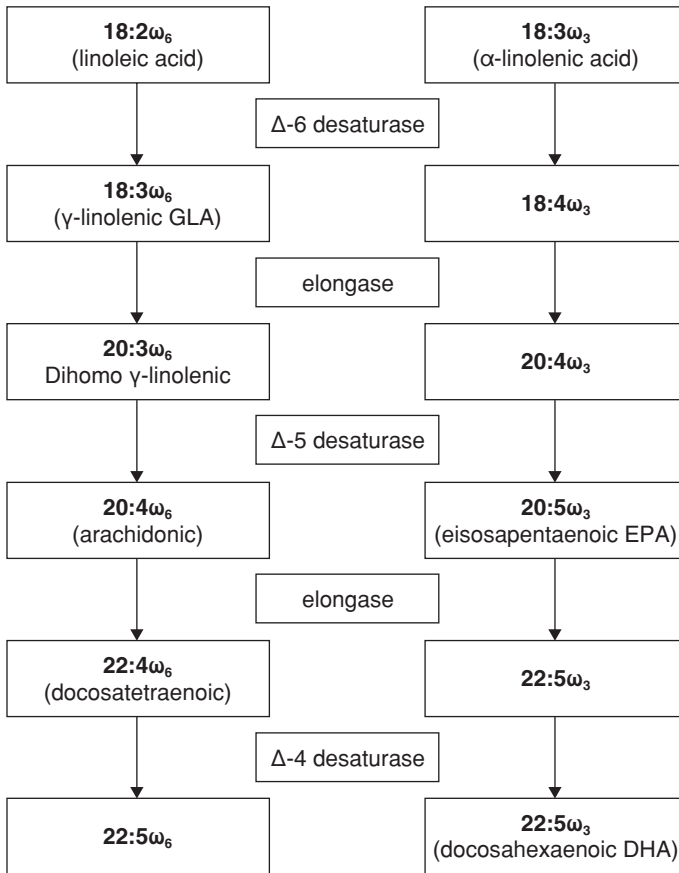 18:2ω₆
(linoleic acid)
18:3ω₃
(α-linolenic acid)
Δ-6 desaturase
18:3ω₆
(γ-linolenic GLA)
18:4ω₃
elongase
20:3ω₆
Dihomo γ-linolenic
20:4ω₃
Δ-5 desaturase
20:4ω₆
(arachidonic)
20:5ω₃
(eisosapentaenoic EPA)
elongase
22:4ω₆
(docosatetraenoic)
22:5ω₃
Δ-4 desaturase
22:5ω₆
22:5ω₃
(docosahexaenoic DHA)